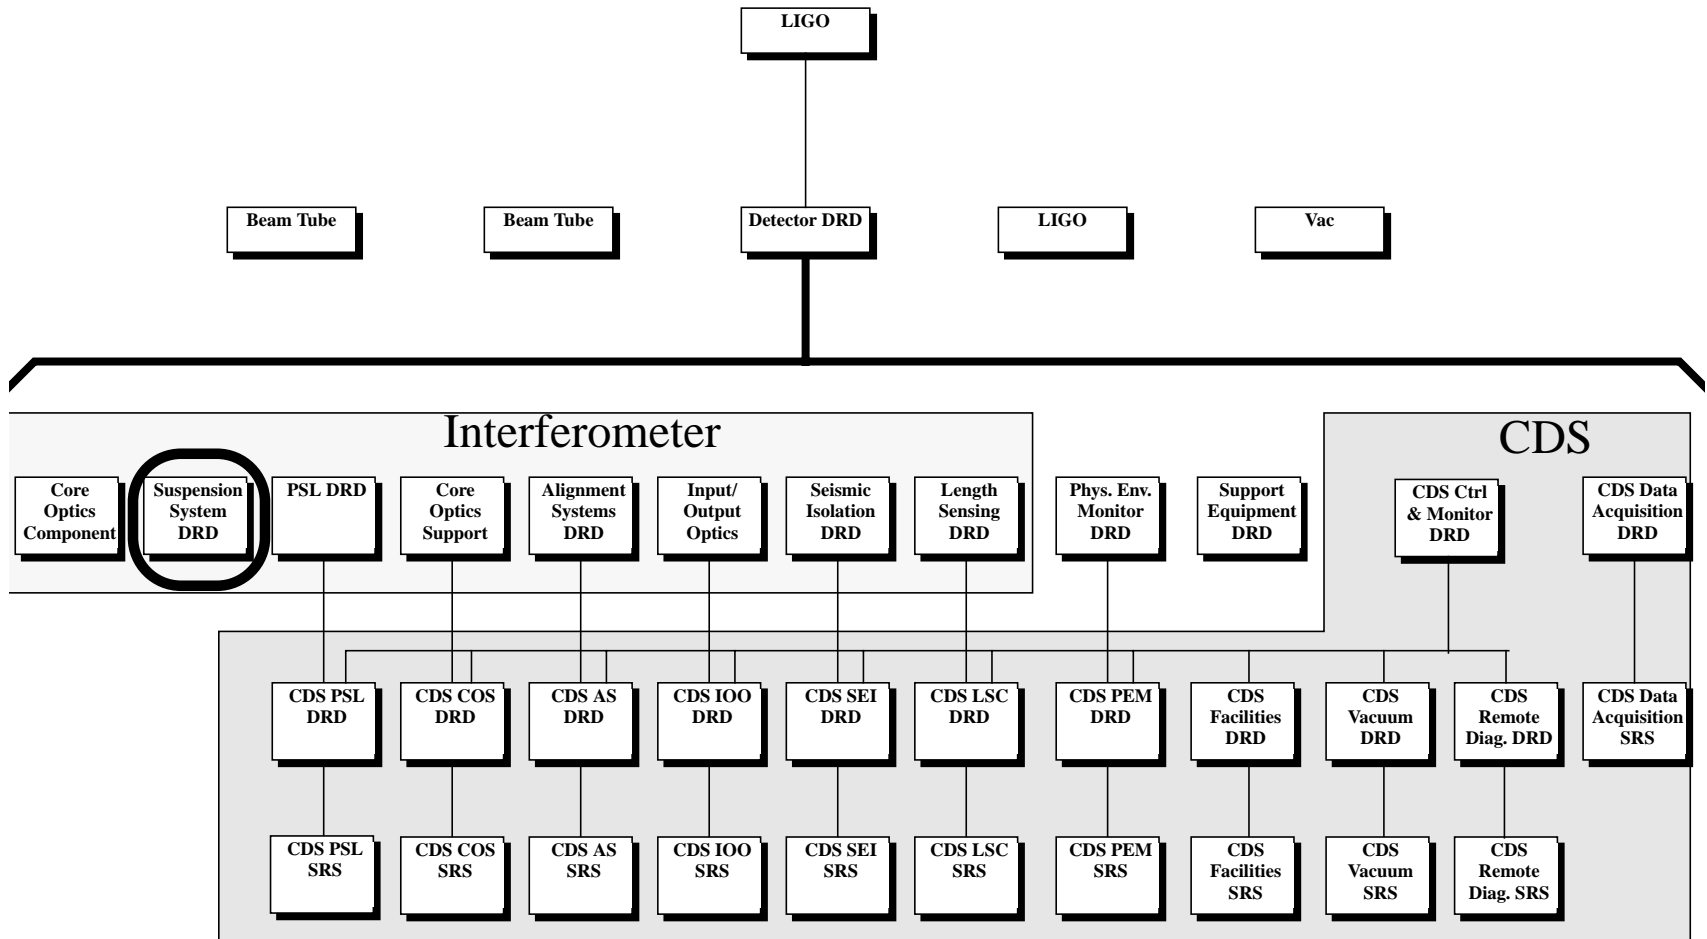 LIGO
Beam Tube
Beam Tube
Detector DRD
LIGO
Vac
Interferometer
CDS
Core
Optics
Component
Suspension
System
DRD
PSL DRD
Core
Optics
Support
Alignment
Systems
DRD
Input/
Output
Optics
Seismic
Isolation
DRD
Length
Sensing
DRD
Phys. Env.
Monitor
DRD
Support
Equipment
DRD
CDS Ctrl
& Monitor
DRD
CDS Data
Acquisition
DRD
CDS PSL
DRD
CDS COS
DRD
CDS AS
DRD
CDS IOO
DRD
CDS SEI
DRD
CDS LSC
DRD
CDS PEM
DRD
CDS
Facilities
DRD
CDS
Vacuum
DRD
CDS
Remote
Diag. DRD
CDS Data
Acquisition
SRS
CDS PSL
SRS
CDS COS
SRS
CDS AS
SRS
CDS IOO
SRS
CDS SEI
SRS
CDS LSC
SRS
CDS PEM
SRS
CDS
Facilities
SRS
CDS
Vacuum
SRS
CDS
Remote
Diag. SRS